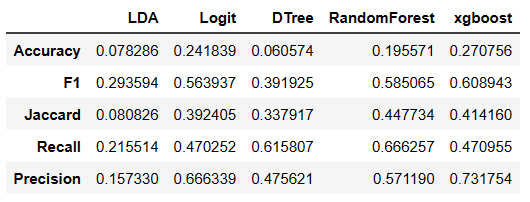 LDA Logit DTree RandomForest xgboost
Accuracy 0.078286 0.241839 0.060574 0.195571 0.270756
F1 0.293594 0.563937 0.391925 0.585065 0.608943
Jaccard 0.080826 0.392405 0.337917 0.447734 0.414160
Recall 0.215514 0.470252 0.615807 0.666257 0.470955
Precision 0.157330 0.666339 0.475621 0.571190 0.731754